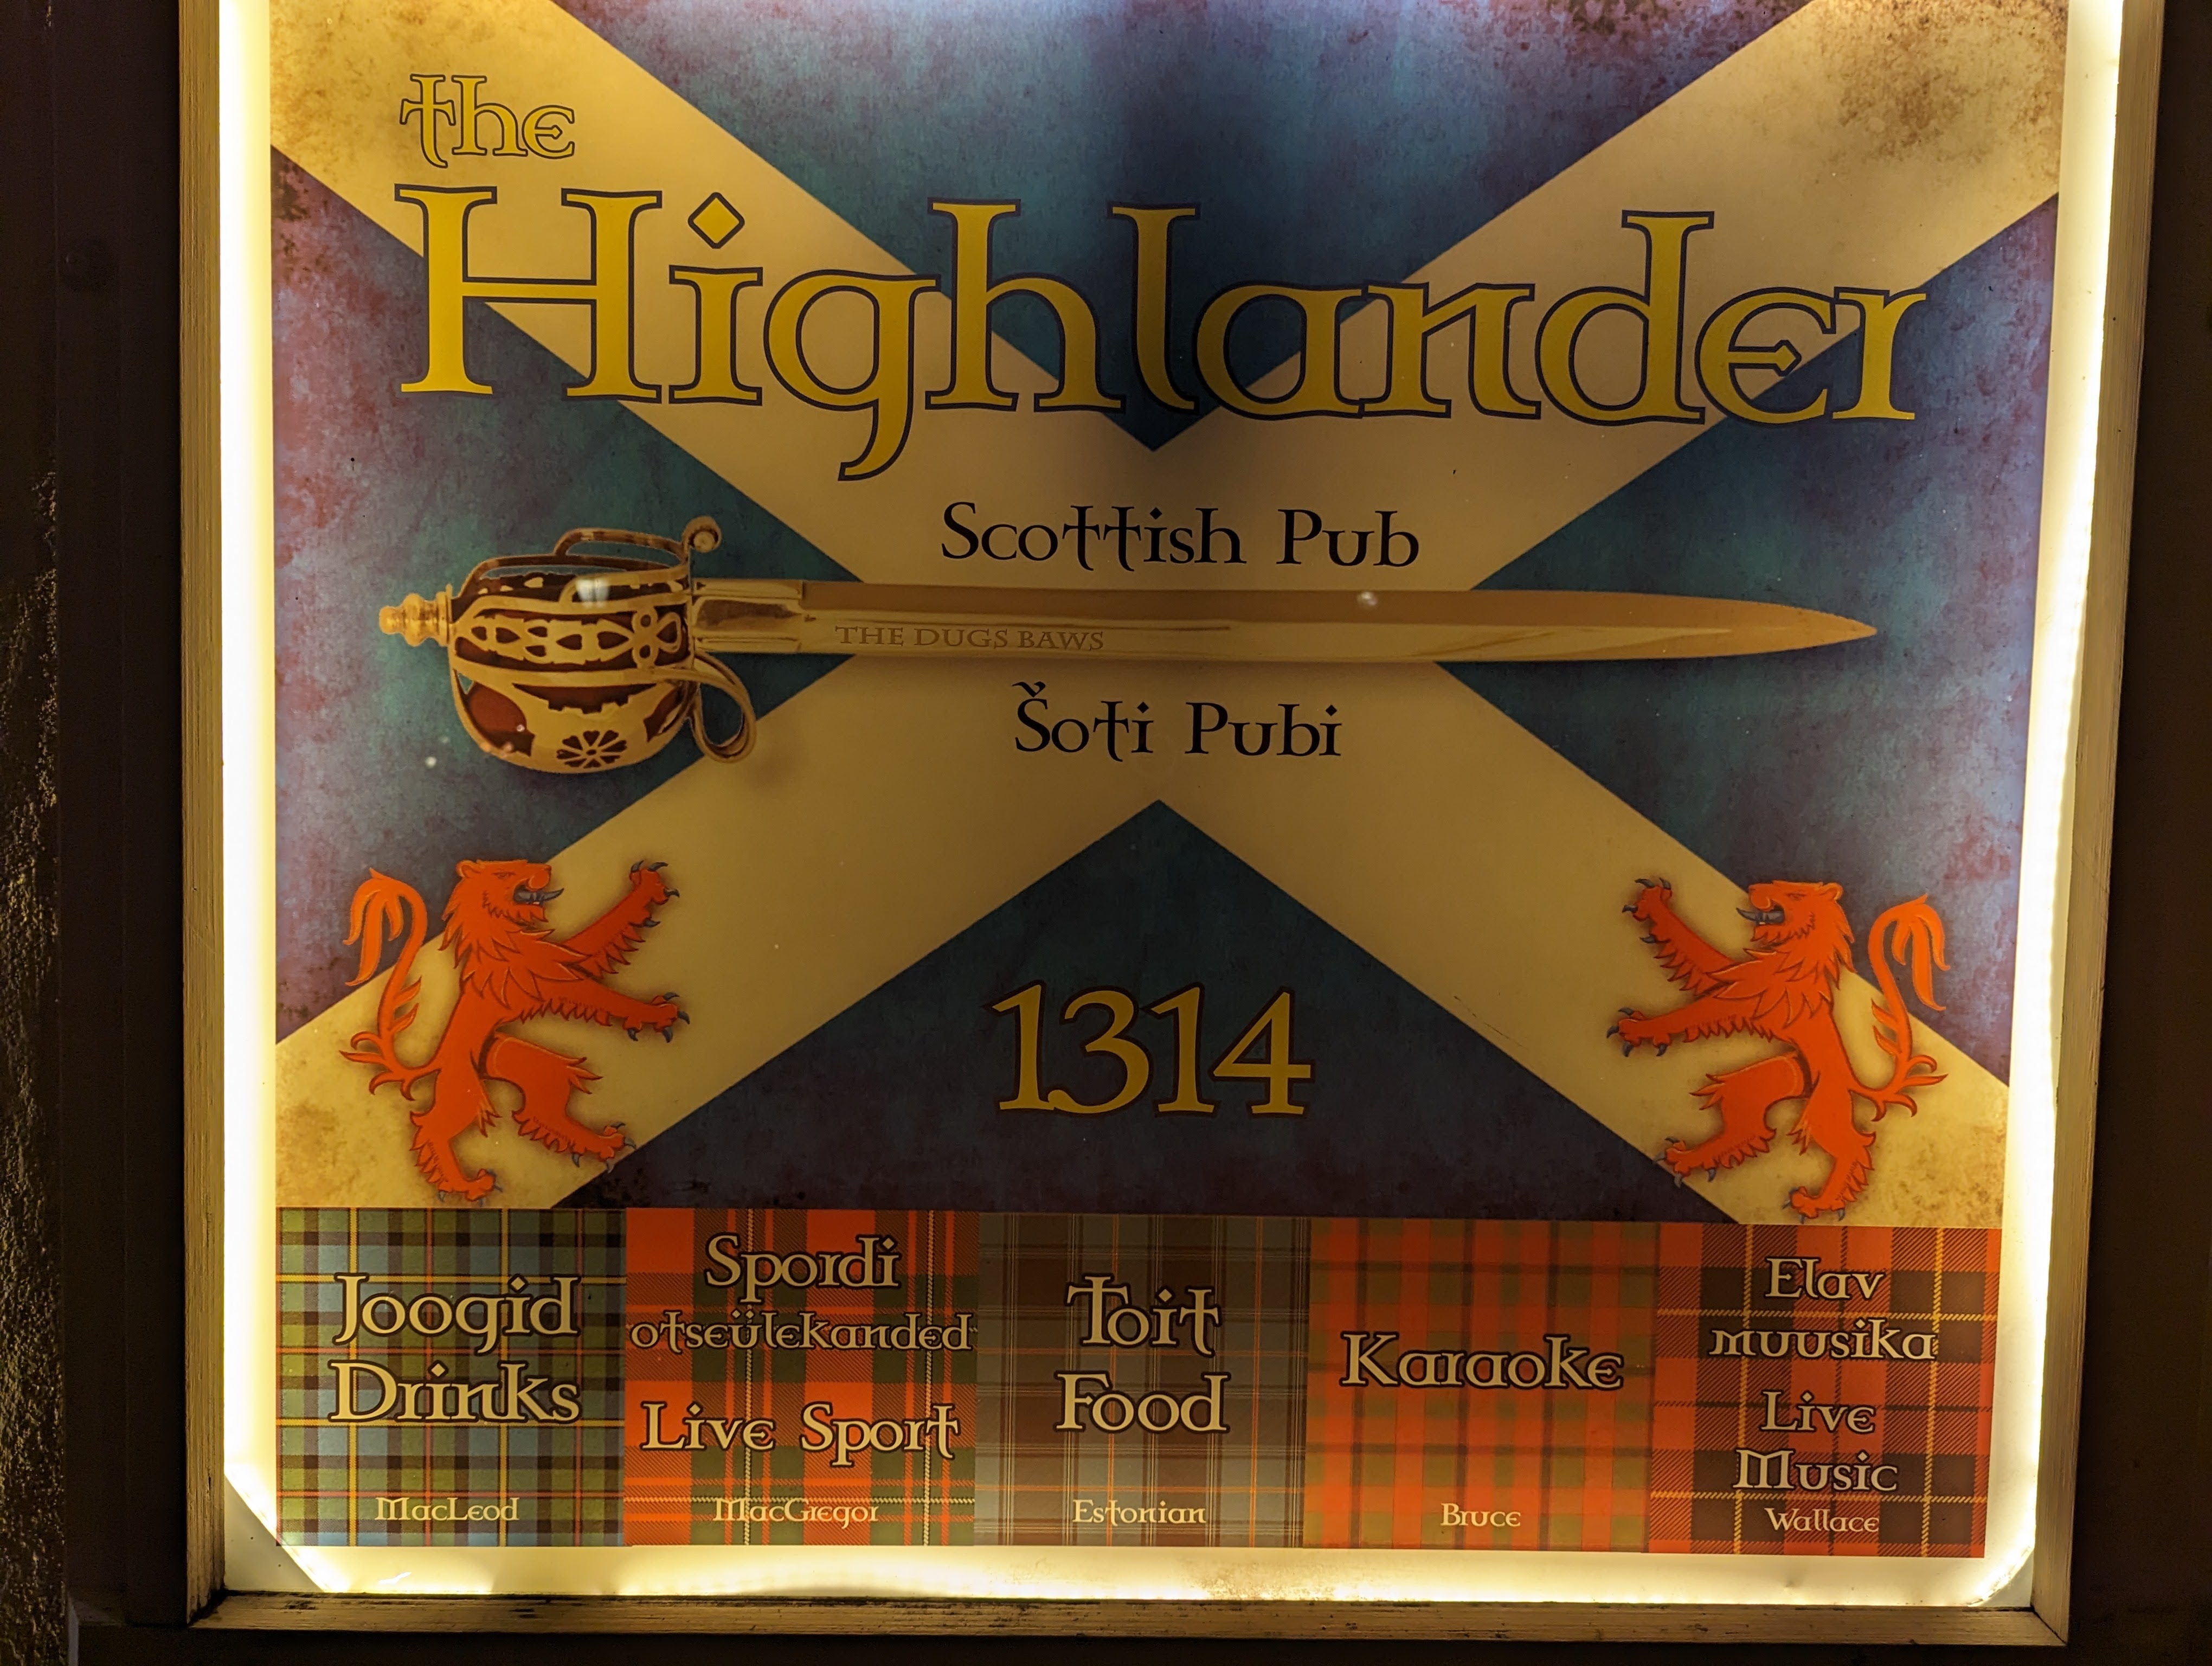 the
Highlander
Scottish Pub
THE DUGS BAWS
Šoti Pubi
1314
Joogid
Drinks
MacLeod
Spordi
otseülekanded
Live Sport
MacGregor
Toit
Food
Estonian
Karaoke
Bruce
Elav
muusika
Live
Music
Wallace